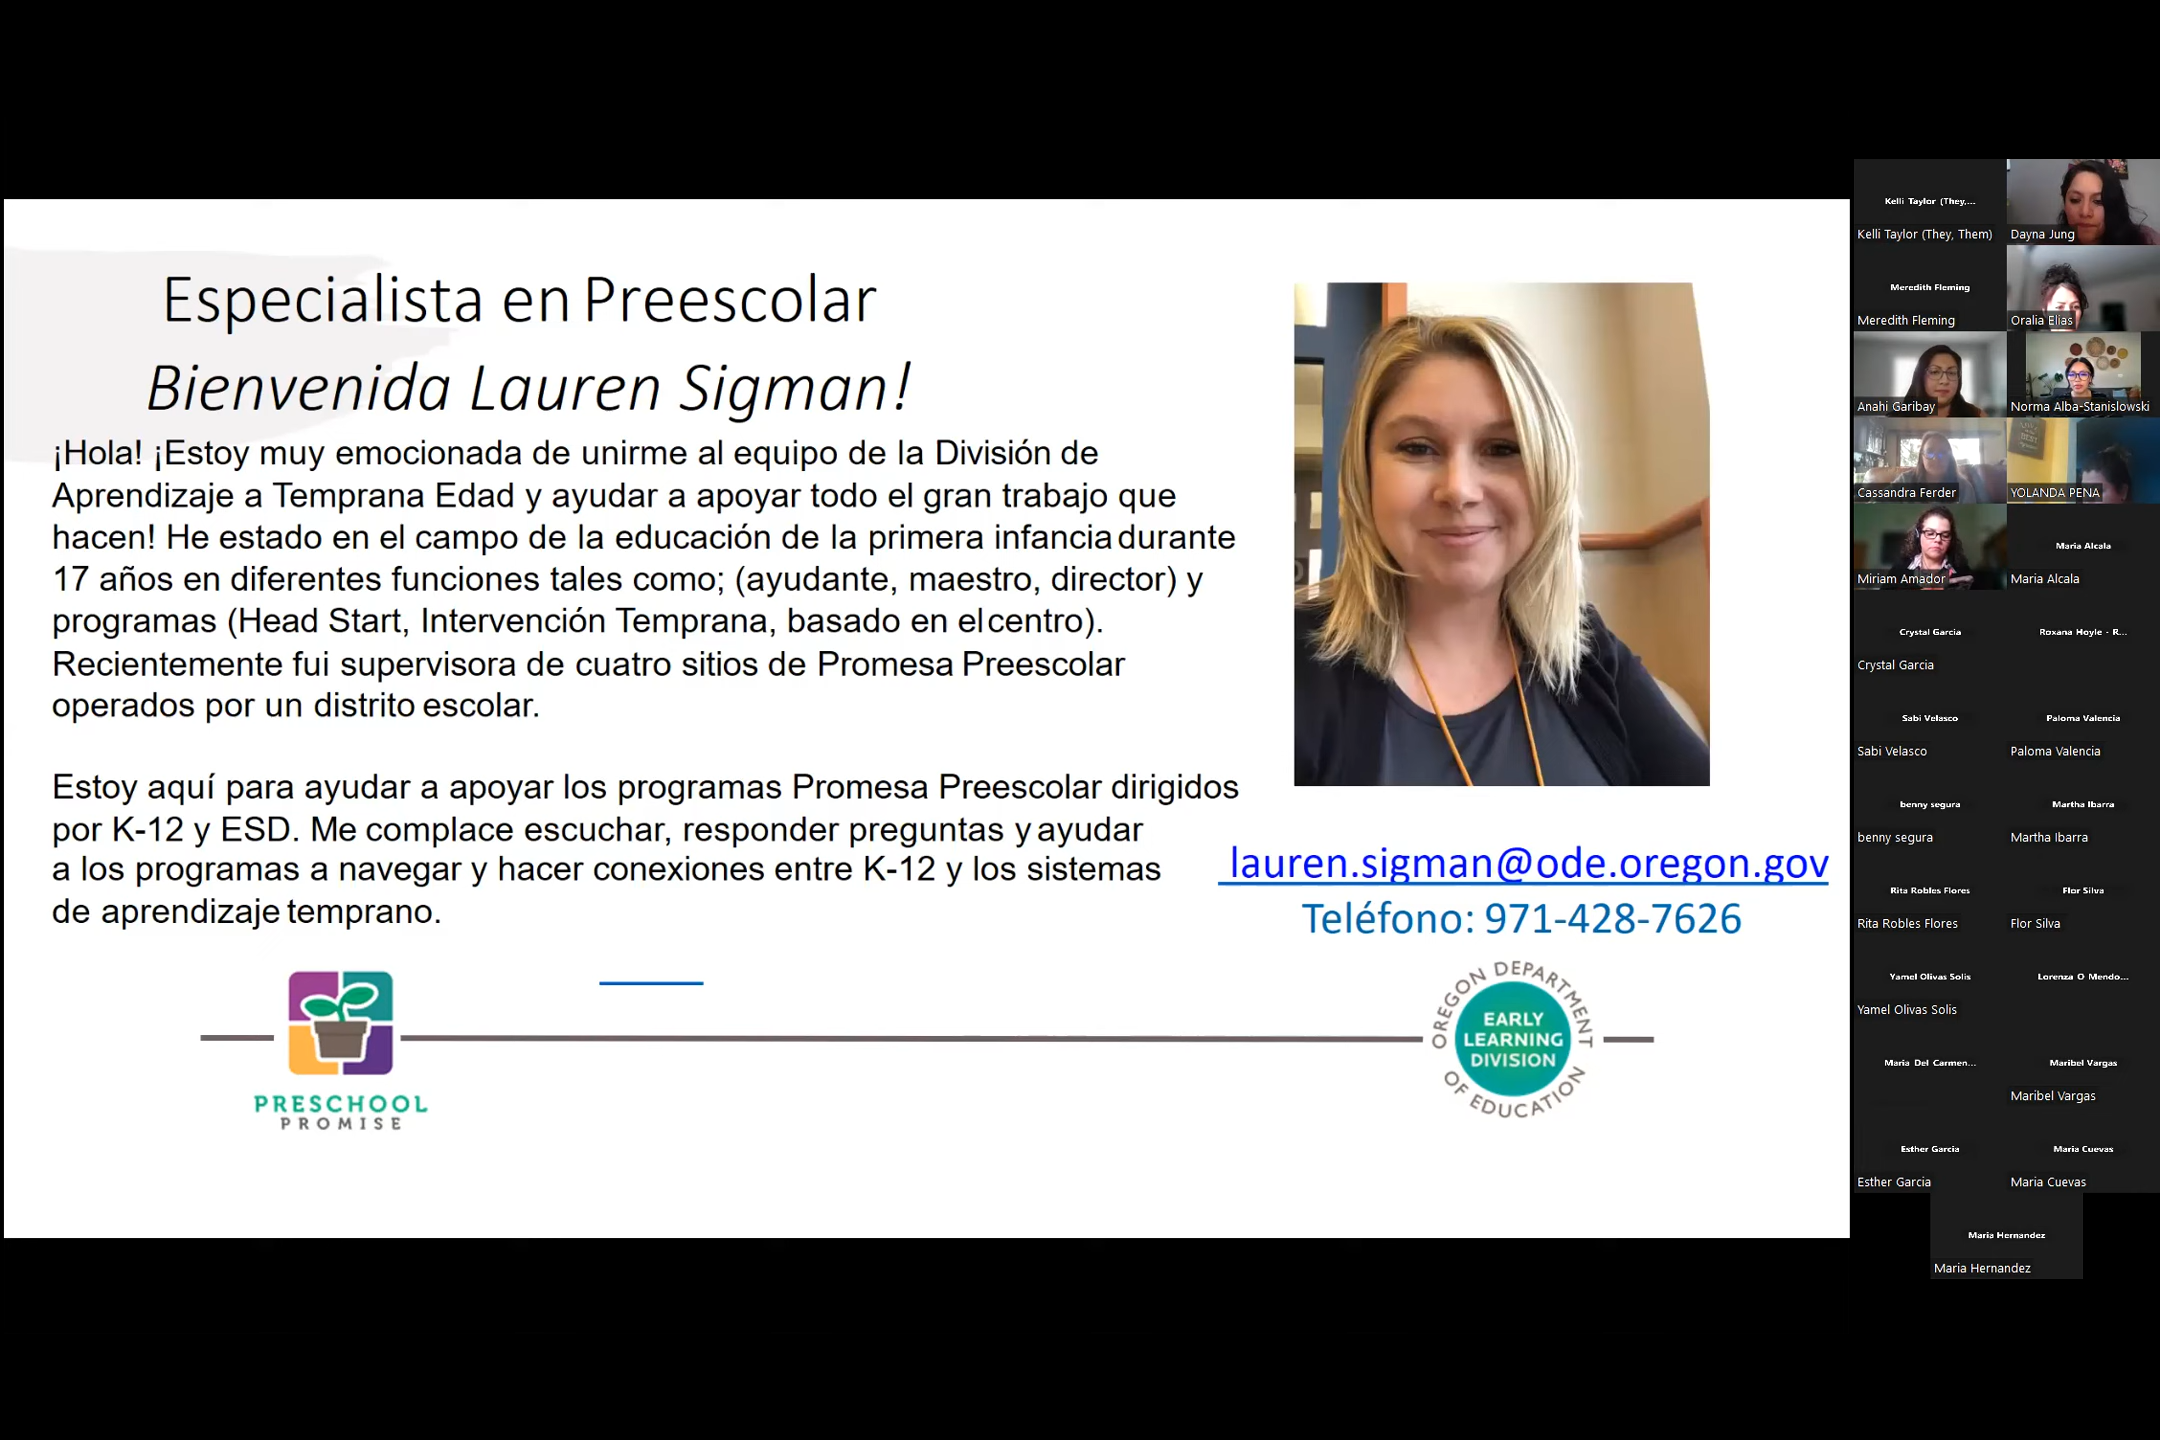 Especialista en Preescolar
Bienvenida Lauren Sigman!
¡Hola! ¡Estoy muy emocionada de unirme al equipo de la División de
Aprendizaje a Temprana Edad y ayudar a apoyar todo el gran trabajo que
hacen! He estado en el campo de la educación de la primera infancia durante
17 años en diferentes funciones tales como; (ayudante, maestro, director) y
programas (Head Start, Intervención Temprana, basado en el centro).
Recientemente fui supervisora de cuatro sitios de Promesa Preescolar
operados por un distrito escolar.
Estoy aquí para ayudar a apoyar los programas Promesa Preescolar dirigidos
por K-12 y ESD. Me complace escuchar, responder preguntas y ayudar
a los programas a navegar y hacer conexiones entre K-12 y los sistemas
de aprendizaje temprano.
lauren.sigman@ode.oregon.gov
Teléfono: 971-428-7626
PRESCHOOL
PROMISE
OREGON DEPARTMENT
EARLY
LEARNING
DIVISION
OF EDUCATION
Kelli Taylor (They,...
Kelli Taylor (They, Them)
Dayna Jung
Meredith Fleming
Meredith Fleming
Oralia Elias
Anahi Garibay
Norma Alba-Stanislowski
Cassandra Ferder
YOLANDA PENA
Miriam Amador
Maria Alcala
Maria Alcala
Crystal Garcia
Crystal Garcia
Roxana Hoyle - R...
Sabi Velasco
Sabi Velasco
Paloma Valencia
Paloma Valencia
benny segura
benny segura
Martha Ibarra
Martha Ibarra
Rita Robles Flores
Rita Robles Flores
Flor Silva
Flor Silva
Yamel Olivas Solis
Yamel Olivas Solis
Lorenza O Mendo...
Maria Del Carmen...
Maribel Vargas
Maribel Vargas
Esther Garcia
Esther Garcia
Maria Cuevas
Maria Cuevas
Maria Hernandez
Maria Hernandez